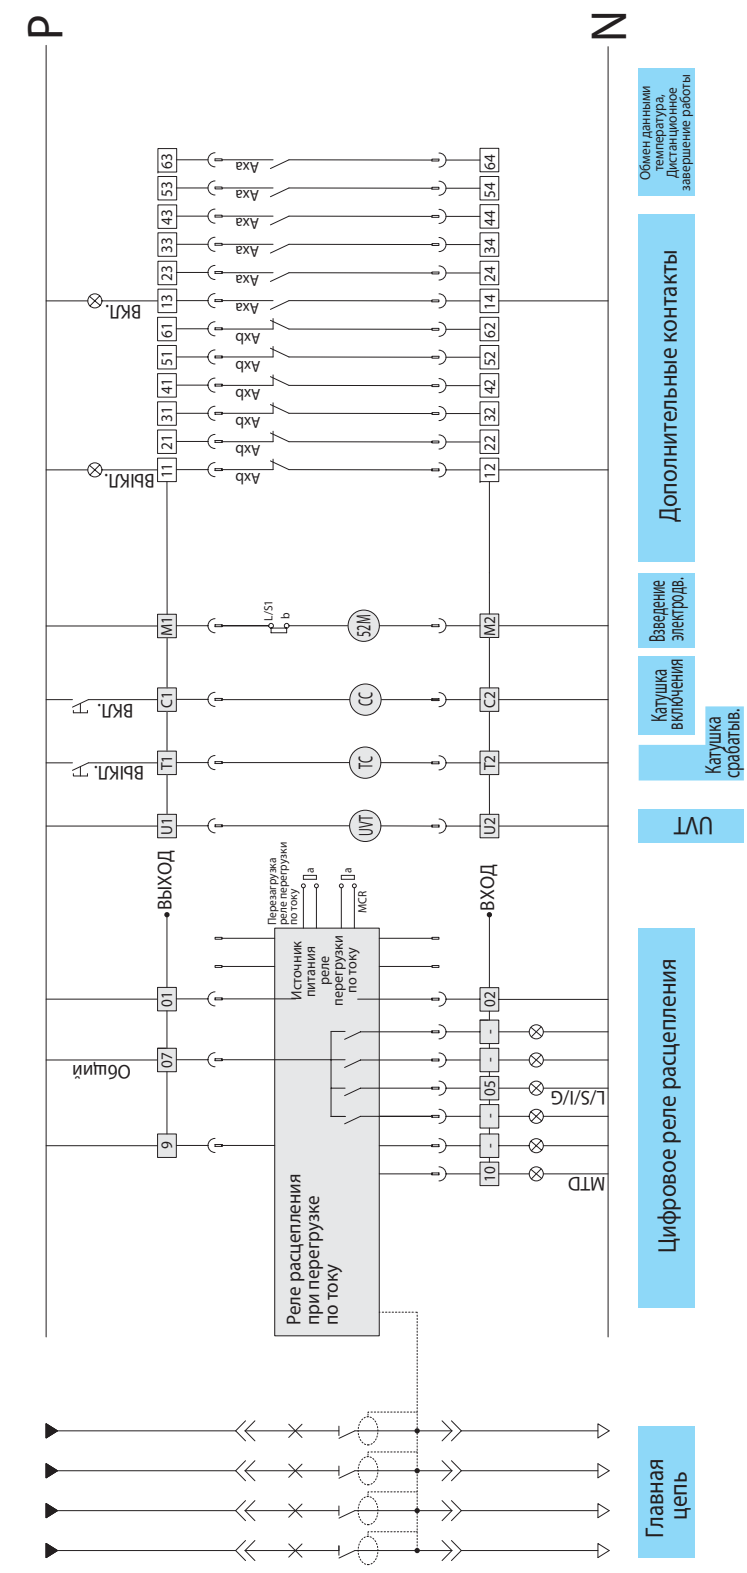 P
N
Главная
цепь
Цифровое реле расцепления
UVT
Катушка
срабатыв.
Катушка
включения
Взведение
электродв.
Дополнительные контакты
Обмен данными
температура,
Дистанционное
завершение работы
9
Общий
07
01
ВЫХОД
U1
ВЫКЛ.
T1
ВКЛ.
C1
M1
ВЫКЛ.
11
21
31
41
51
61
ВКЛ.
13
23
33
43
53
63
Axb
Axb
Axb
Axb
Axb
Axb
Axa
Axa
Axa
Axa
Axa
Axa
Реле расцепления
при перегрузке
по току
Источник
питания
реле
перегрузки
по току
Перезагрузка
реле перегрузки
по току
a
a
MCR
UVT
TC
CC
L/S1
b
52M
10
-
-
05
-
-
02
ВХОД
U2
T2
C2
M2
12
22
32
42
52
62
14
24
34
44
54
64
MTD
L/S/I/G